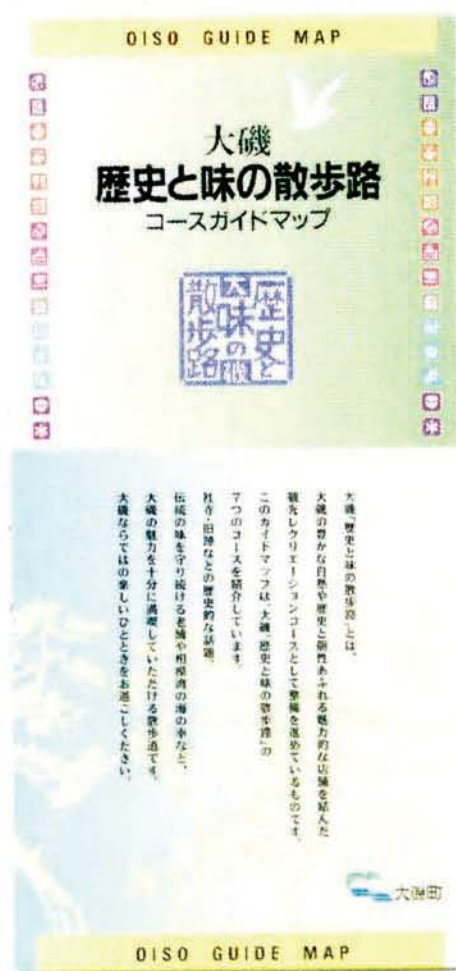 OISO GUIDE MAP
大磯
歴史と味の散歩路
コースガイドマップ
歴史と
大磯味の
散歩路
大磯「歴史と味の散歩路」とは、
大磯の豊かな自然や歴史と個性あふれる魅力的な店舗を結んだ
観光レクリエーションコースとして整備を進めているものです。
このガイドマップは、大磯「歴史と味の散歩路」の
7つのコースを紹介しています。
社寺・旧跡などの歴史的な話題、
伝統の味を守り続ける老舗や相模湾の海の幸など、
大磯の魅力を十分に満喫していただける散歩道です。
大磯ならではの楽しいひとときをお過ごしください。
大磯町
OISO GUIDE MAP